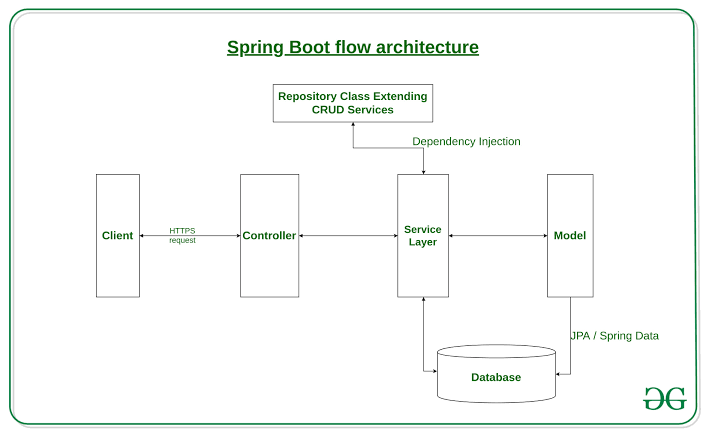 Spring Boot flow architecture
Repository Class Extending
CRUD Services
Dependency Injection
Client
HTTPS
request
Controller
Service
Layer
Model
JPA / Spring Data
Database